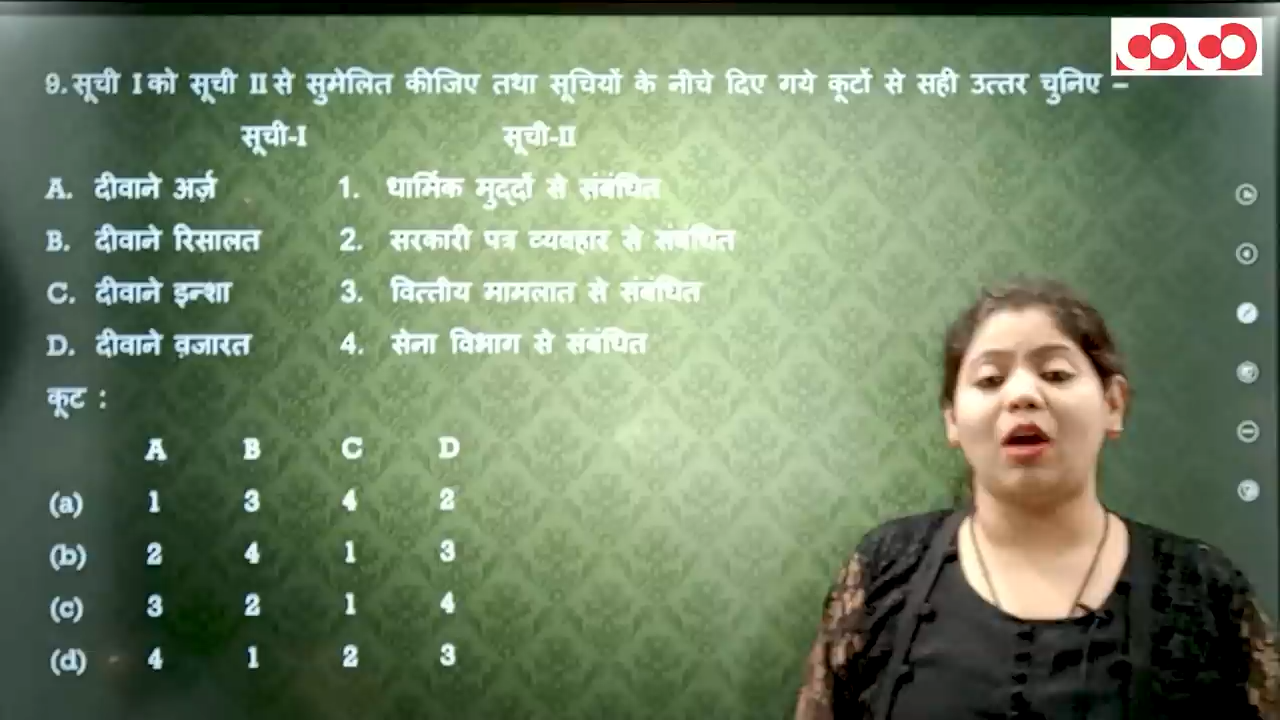 9. सूची I को सूची II से सुमेलित कीजिए तथा सूचियों के नीचे दिए गये कूटों से सही उत्तर चुनिए –
सूची-I सूची-II
A. दीवाने अर्ज़ 1. धार्मिक मुद्दों से संबंधित
B. दीवाने रिसालत 2. सरकारी पत्र व्यवहार से संबंधित
C. दीवाने इन्शा 3. वित्तीय मामलात से संबंधित
D. दीवाने व़जारत 4. सेना विभाग से संबंधित
कूट :
A B C D
(a) 1 3 4 2
(b) 2 4 1 3
(c) 3 2 1 4
(d) 4 1 2 3